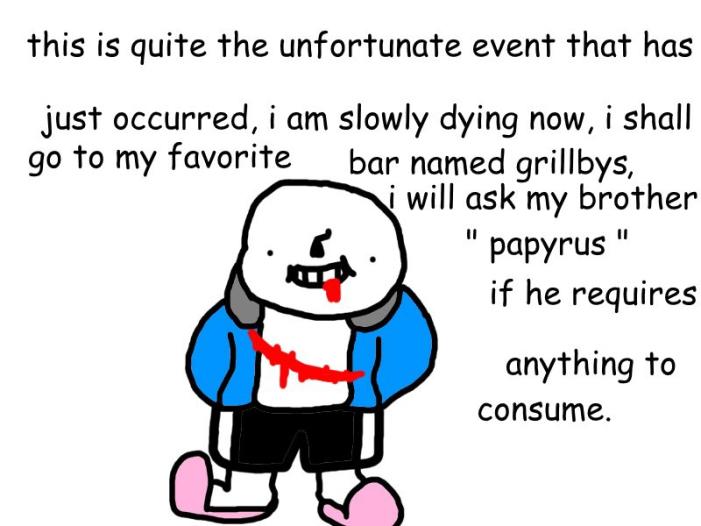 this is quite the unfortunate event that has
just occurred, i am slowly dying now, i shall
go to my favorite bar named grillbys,
i will ask my brother
" papyrus "
if he requires
anything to
consume.